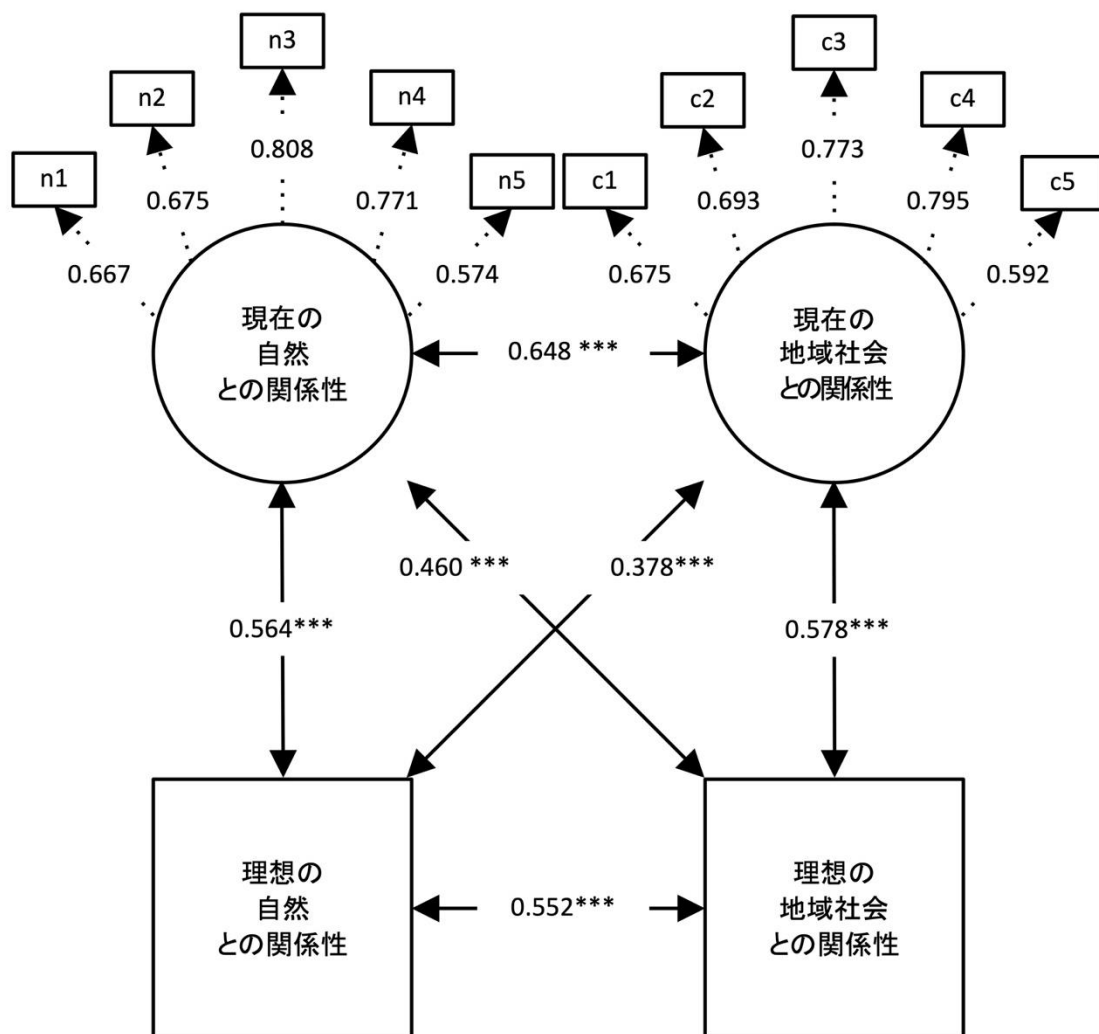 n3
c3
n2
n4
c2
c4
0.808
0.773
n1
n5
c1
c5
0.675
0.771
0.693
0.795
0.667
0.574
0.675
0.592
現在の
自然
との関係性
0.648 ***
現在の
地域社会
との関係性
0.460 ***
0.378***
0.564***
0.578***
理想の
自然
との関係性
0.552***
理想の
地域社会
との関係性